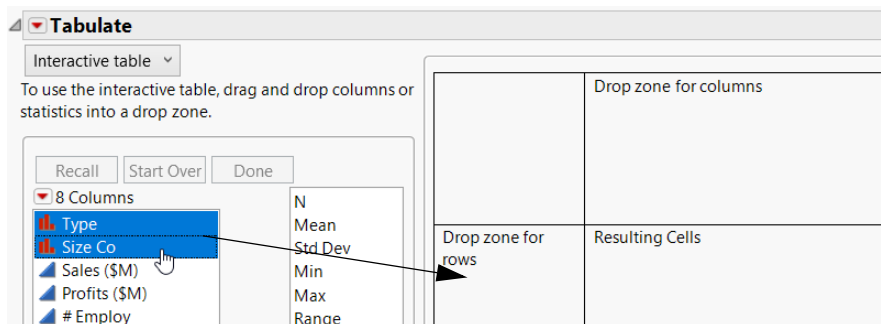 Tabulate
Interactive table
To use the interactive table, drag and drop columns or
statistics into a drop zone.
Recall Start Over Done
8 Columns
Type
Size Co
Sales ($M)
Profits ($M)
# Employ
N
Mean
Std Dev
Min
Max
Range
Drop zone for columns
Drop zone for
rows
Resulting Cells